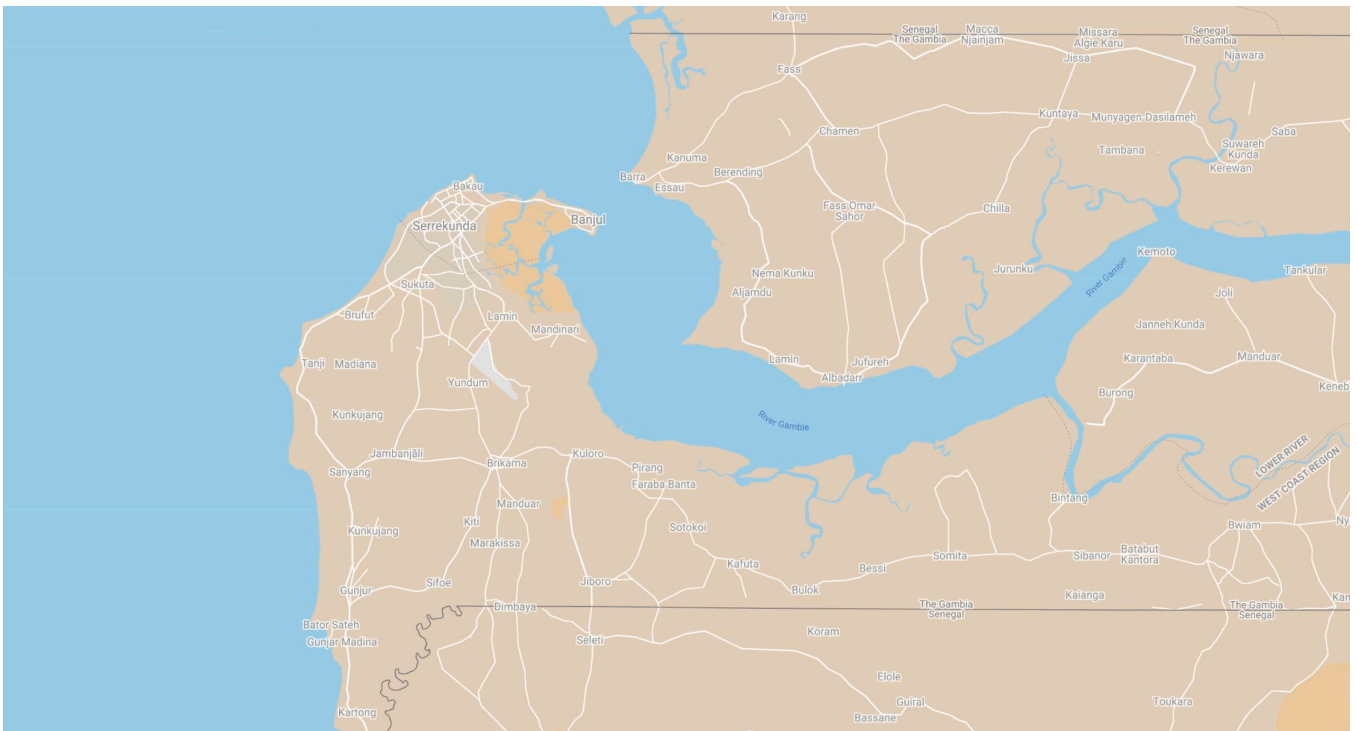 Karang
Senegal
The Gambia
Macca
Njainjam
Missara
Algie Karu
Senegal
The Gambia
Njawara
Fass
Jissa
Kuntaya
Munyagen
Dasilameh
Chamen
Saba
Suwareh
Kunda
Tambana
Kanuma
Kerewan
Barra
Essau
Berending
Bakau
Fass Omar
Sahor
Chilla
Serrekunda
Banjul
Kemoto
Nema Kunku
Jurunku
River Gambie
Tankular
Sukuta
Aljamdu
Joli
Brufut
Lamin
Mandinari
Janneh Kunda
Tanji
Madiana
Lamin
Jufureh
Karantaba
Manduar
Albadarr
Yundum
Keneb
Burong
Kunkujang
River Gambie
Jambanjäli
Brikama
Kuloro
LOWER RIVER
WEST COAST REGION
Sanyang
Pirang
Faraba Banta
Bintang
Manduar
Kiti
Kunkujang
Sotokoi
Bwiam
Ny
Marakissa
Batabut
Kantora
Somita
Sibanor
Kafuta
Bessi
Gunjur
Sifoe
Jiboro
Bulok
Kaianga
Kan
Dimbaya
The Gambia
Senegal
The Gambia
Senegal
Bator Sateh
Gunjar Madina
Seleti
Koram
Elole
Guiral
Toukara
Kartong
Bassane